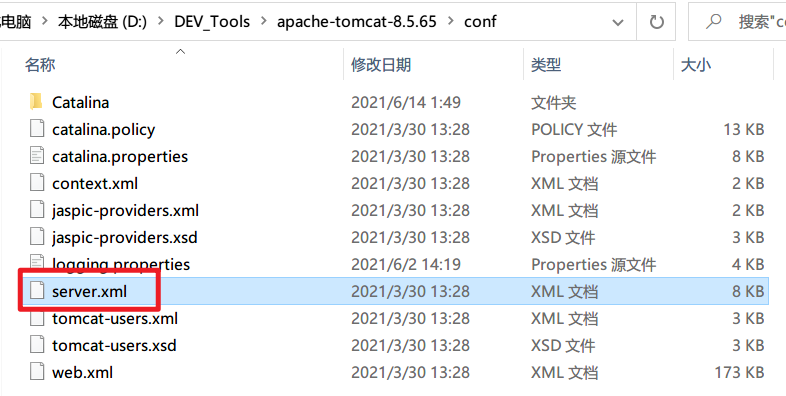 电脑 › 本地磁盘 (D:) › DEV_Tools › apache-tomcat-8.5.65 › conf 搜索"co
名称 修改日期 类型 大小
Catalina 2021/6/14 1:49 文件夹
catalina.policy 2021/3/30 13:28 POLICY 文件 13 KB
catalina.properties 2021/3/30 13:28 Properties 源文件 8 KB
context.xml 2021/3/30 13:28 XML 文档 2 KB
jaspic-providers.xml 2021/3/30 13:28 XML 文档 2 KB
jaspic-providers.xsd 2021/3/30 13:28 XSD 文件 3 KB
logging.properties 2021/6/2 14:19 Properties 源文件 4 KB
server.xml 2021/3/30 13:28 XML 文档 8 KB
tomcat-users.xml 2021/3/30 13:28 XML 文档 3 KB
tomcat-users.xsd 2021/3/30 13:28 XSD 文件 3 KB
web.xml 2021/3/30 13:28 XML 文档 173 KB